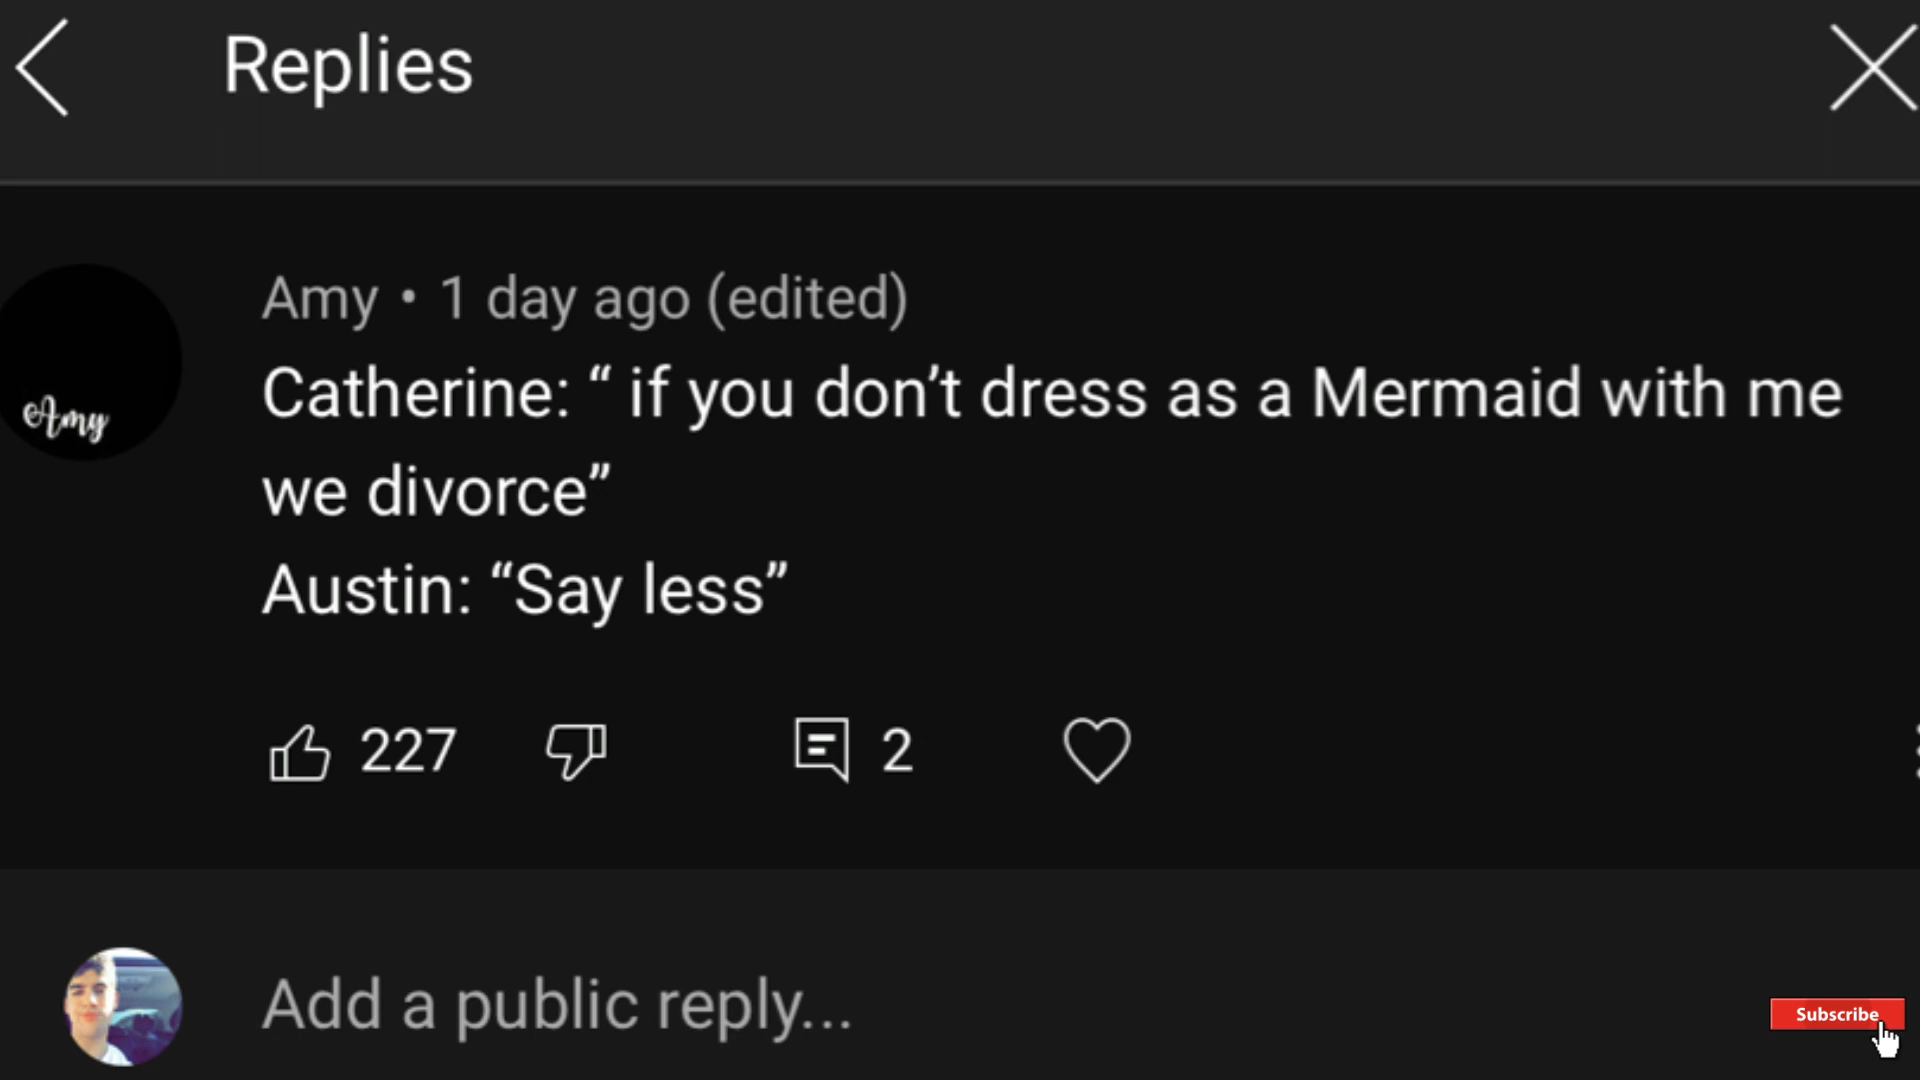 Replies
Amy • 1 day ago (edited)
Catherine: “ if you don’t dress as a Mermaid with me
we divorce”
Austin: “Say less”
227 2
Amy
Add a public reply...
Subscribe